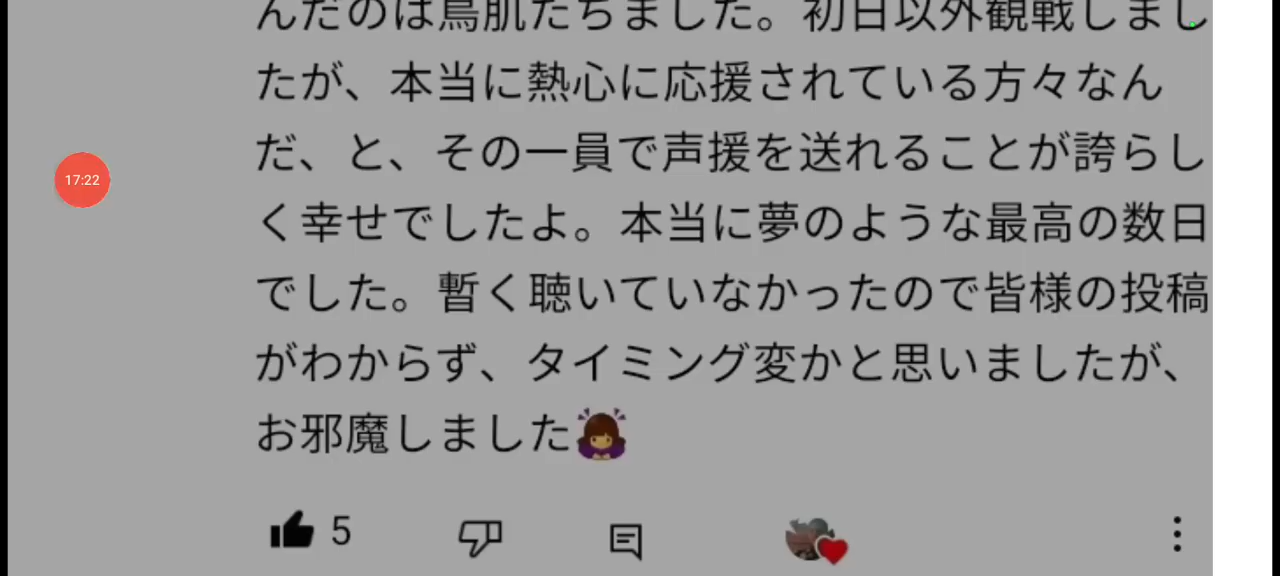 んだのは鳥肌たちました。初日以外観戦しまし
たが、本当に熱心に応援されている方々なん
だ、と、その一員で声援を送れることが誇らし
く幸せでしたよ。本当に夢のような最高の数日
でした。暫く聴いていなかったので皆様の投稿
がわからず、タイミング変かと思いましたが、
お邪魔しました🙇‍♀️
17:22
5